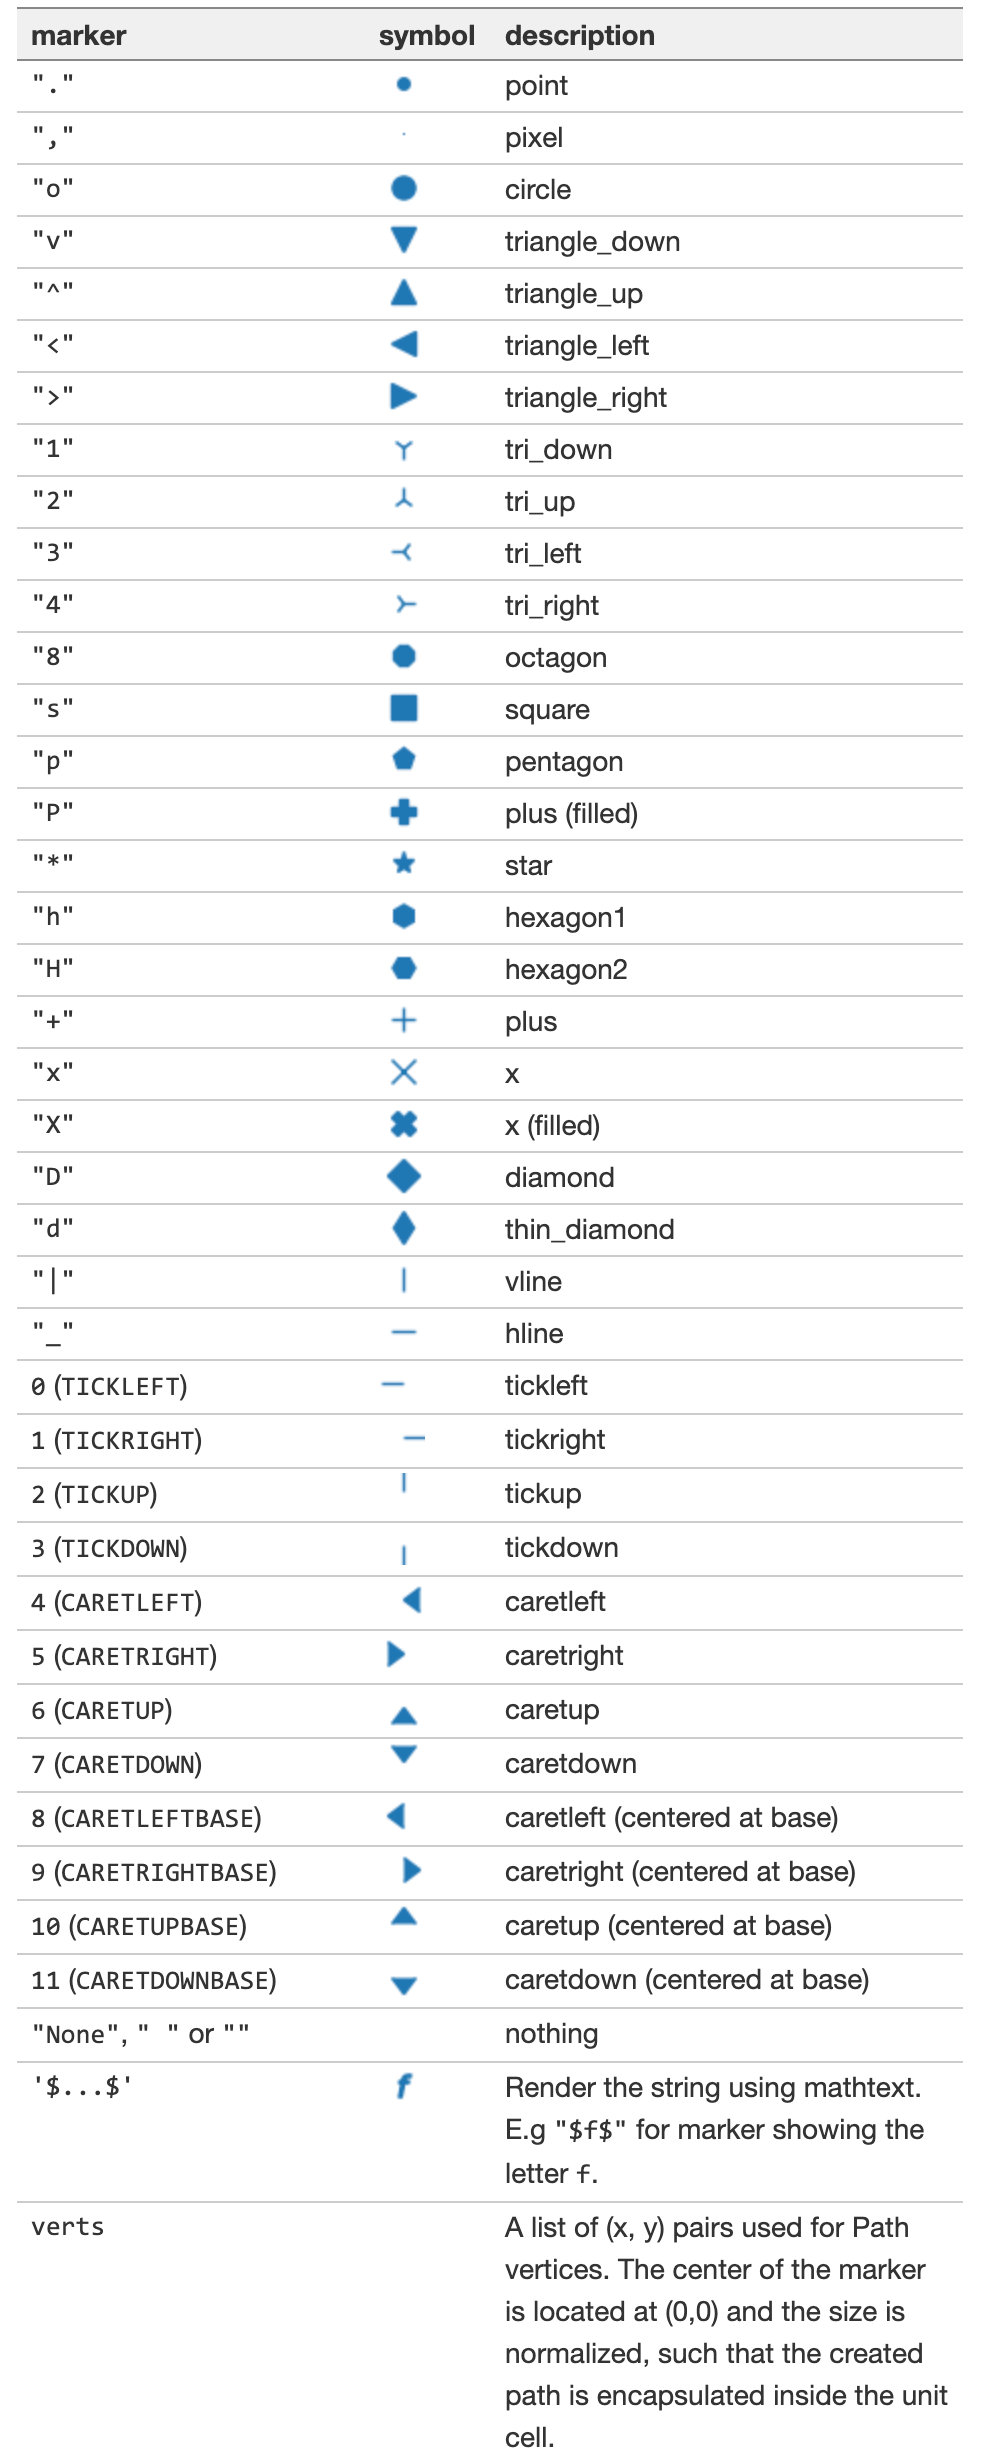 marker symbol description
"." point
"," pixel
"o" circle
"v" triangle_down
"^" triangle_up
"<" triangle_left
">" triangle_right
"1" tri_down
"2" tri_up
"3" tri_left
"4" tri_right
"8" octagon
"s" square
"p" pentagon
"P" plus (filled)
"*" star
"h" hexagon1
"H" hexagon2
"+" plus
"x" x
"X" x (filled)
"D" diamond
"d" thin_diamond
"|" vline
"_" hline
0 (TICKLEFT) tickleft
1 (TICKRIGHT) tickright
2 (TICKUP) tickup
3 (TICKDOWN) tickdown
4 (CARETLEFT) caretleft
5 (CARETRIGHT) caretright
6 (CARETUP) caretup
7 (CARETDOWN) caretdown
8 (CARETLEFTBASE) caretleft (centered at base)
9 (CARETRIGHTBASE) caretright (centered at base)
10 (CARETUPBASE) caretup (centered at base)
11 (CARETDOWNBASE) caretdown (centered at base)
"None", " " or "" nothing
'$...$' f Render the string using mathtext.
E.g "$f$" for marker showing the
letter f.
verts A list of (x, y) pairs used for Path
vertices. The center of the marker
is located at (0,0) and the size is
normalized, such that the created
path is encapsulated inside the unit
cell.